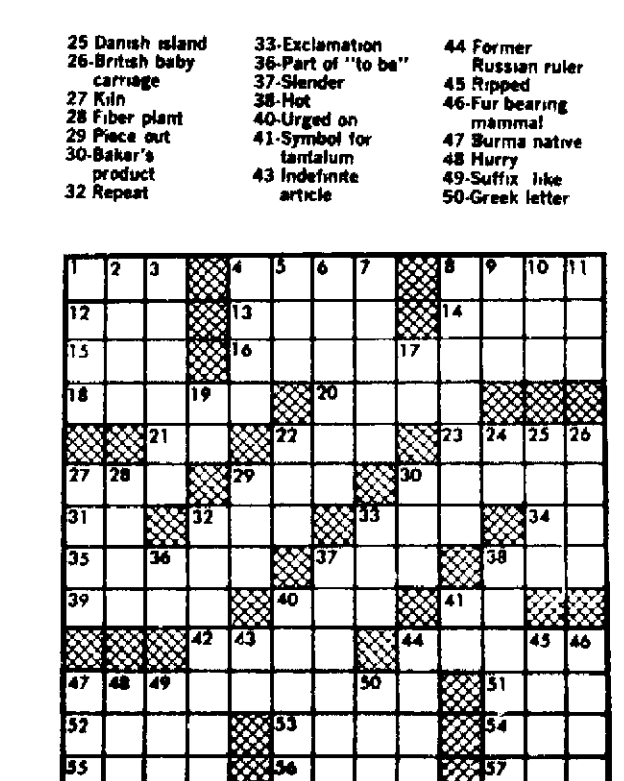 25 Danish island
26-British baby
carriage
27 Kiln
28 Fiber plant
29 Piece out
30-Baker's
product
32 Repeat
33-Exclamation
36-Part of "to be"
37-Slender
38-Hot
40-Urged on
41-Symbol for
tantalum
43 Indefinite
article
44 Former
Russian ruler
45 Ripped
46-Fur bearing
mammal
47 Burma native
48 Hurry
49-Suffix like
50-Greek letter
1 2 3 4 5 6 7 8 9 10 11
12 13 14
15 16 17
18 19 20
21 22 23 24 25 26
27 28 29 30
31 32 33 34
35 36 37 38
39 40 41
42 43 44 45 46
47 48 49 50 51
52 53 54
55 56 57